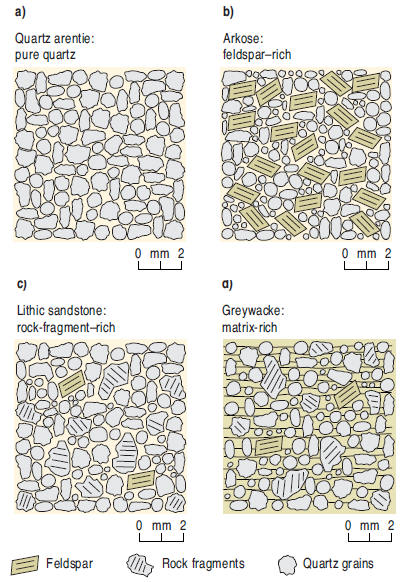 a)
Quartz arentie:
pure quartz
0 mm 2
b)
Arkose:
feldspar–rich
0 mm 2
c)
Lithic sandstone:
rock-fragment–rich
0 mm 2
d)
Greywacke:
matrix-rich
0 mm 2
Feldspar
Rock fragments
Quartz grains